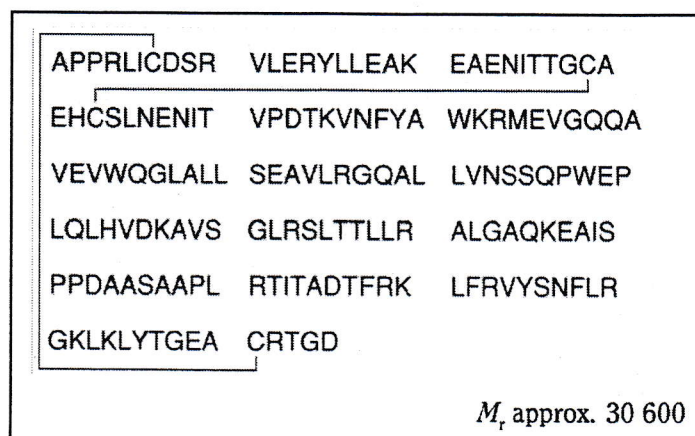 APPRLICDSR VLERYLLEAK EAENITTGCA
EHCSLNENIT VPDTKVNFYA WKRMEVGQQA
VEVWQGLALL SEAVLRGQAL LVNSSQPWEP
LQLHVDKAVS GLRSLTTLLR ALGAQKEAIS
PPDAASAAPL RTITADTFRK LFRVYSNFLR
GKLKLYTGEA CRTGD
Mr approx. 30 600